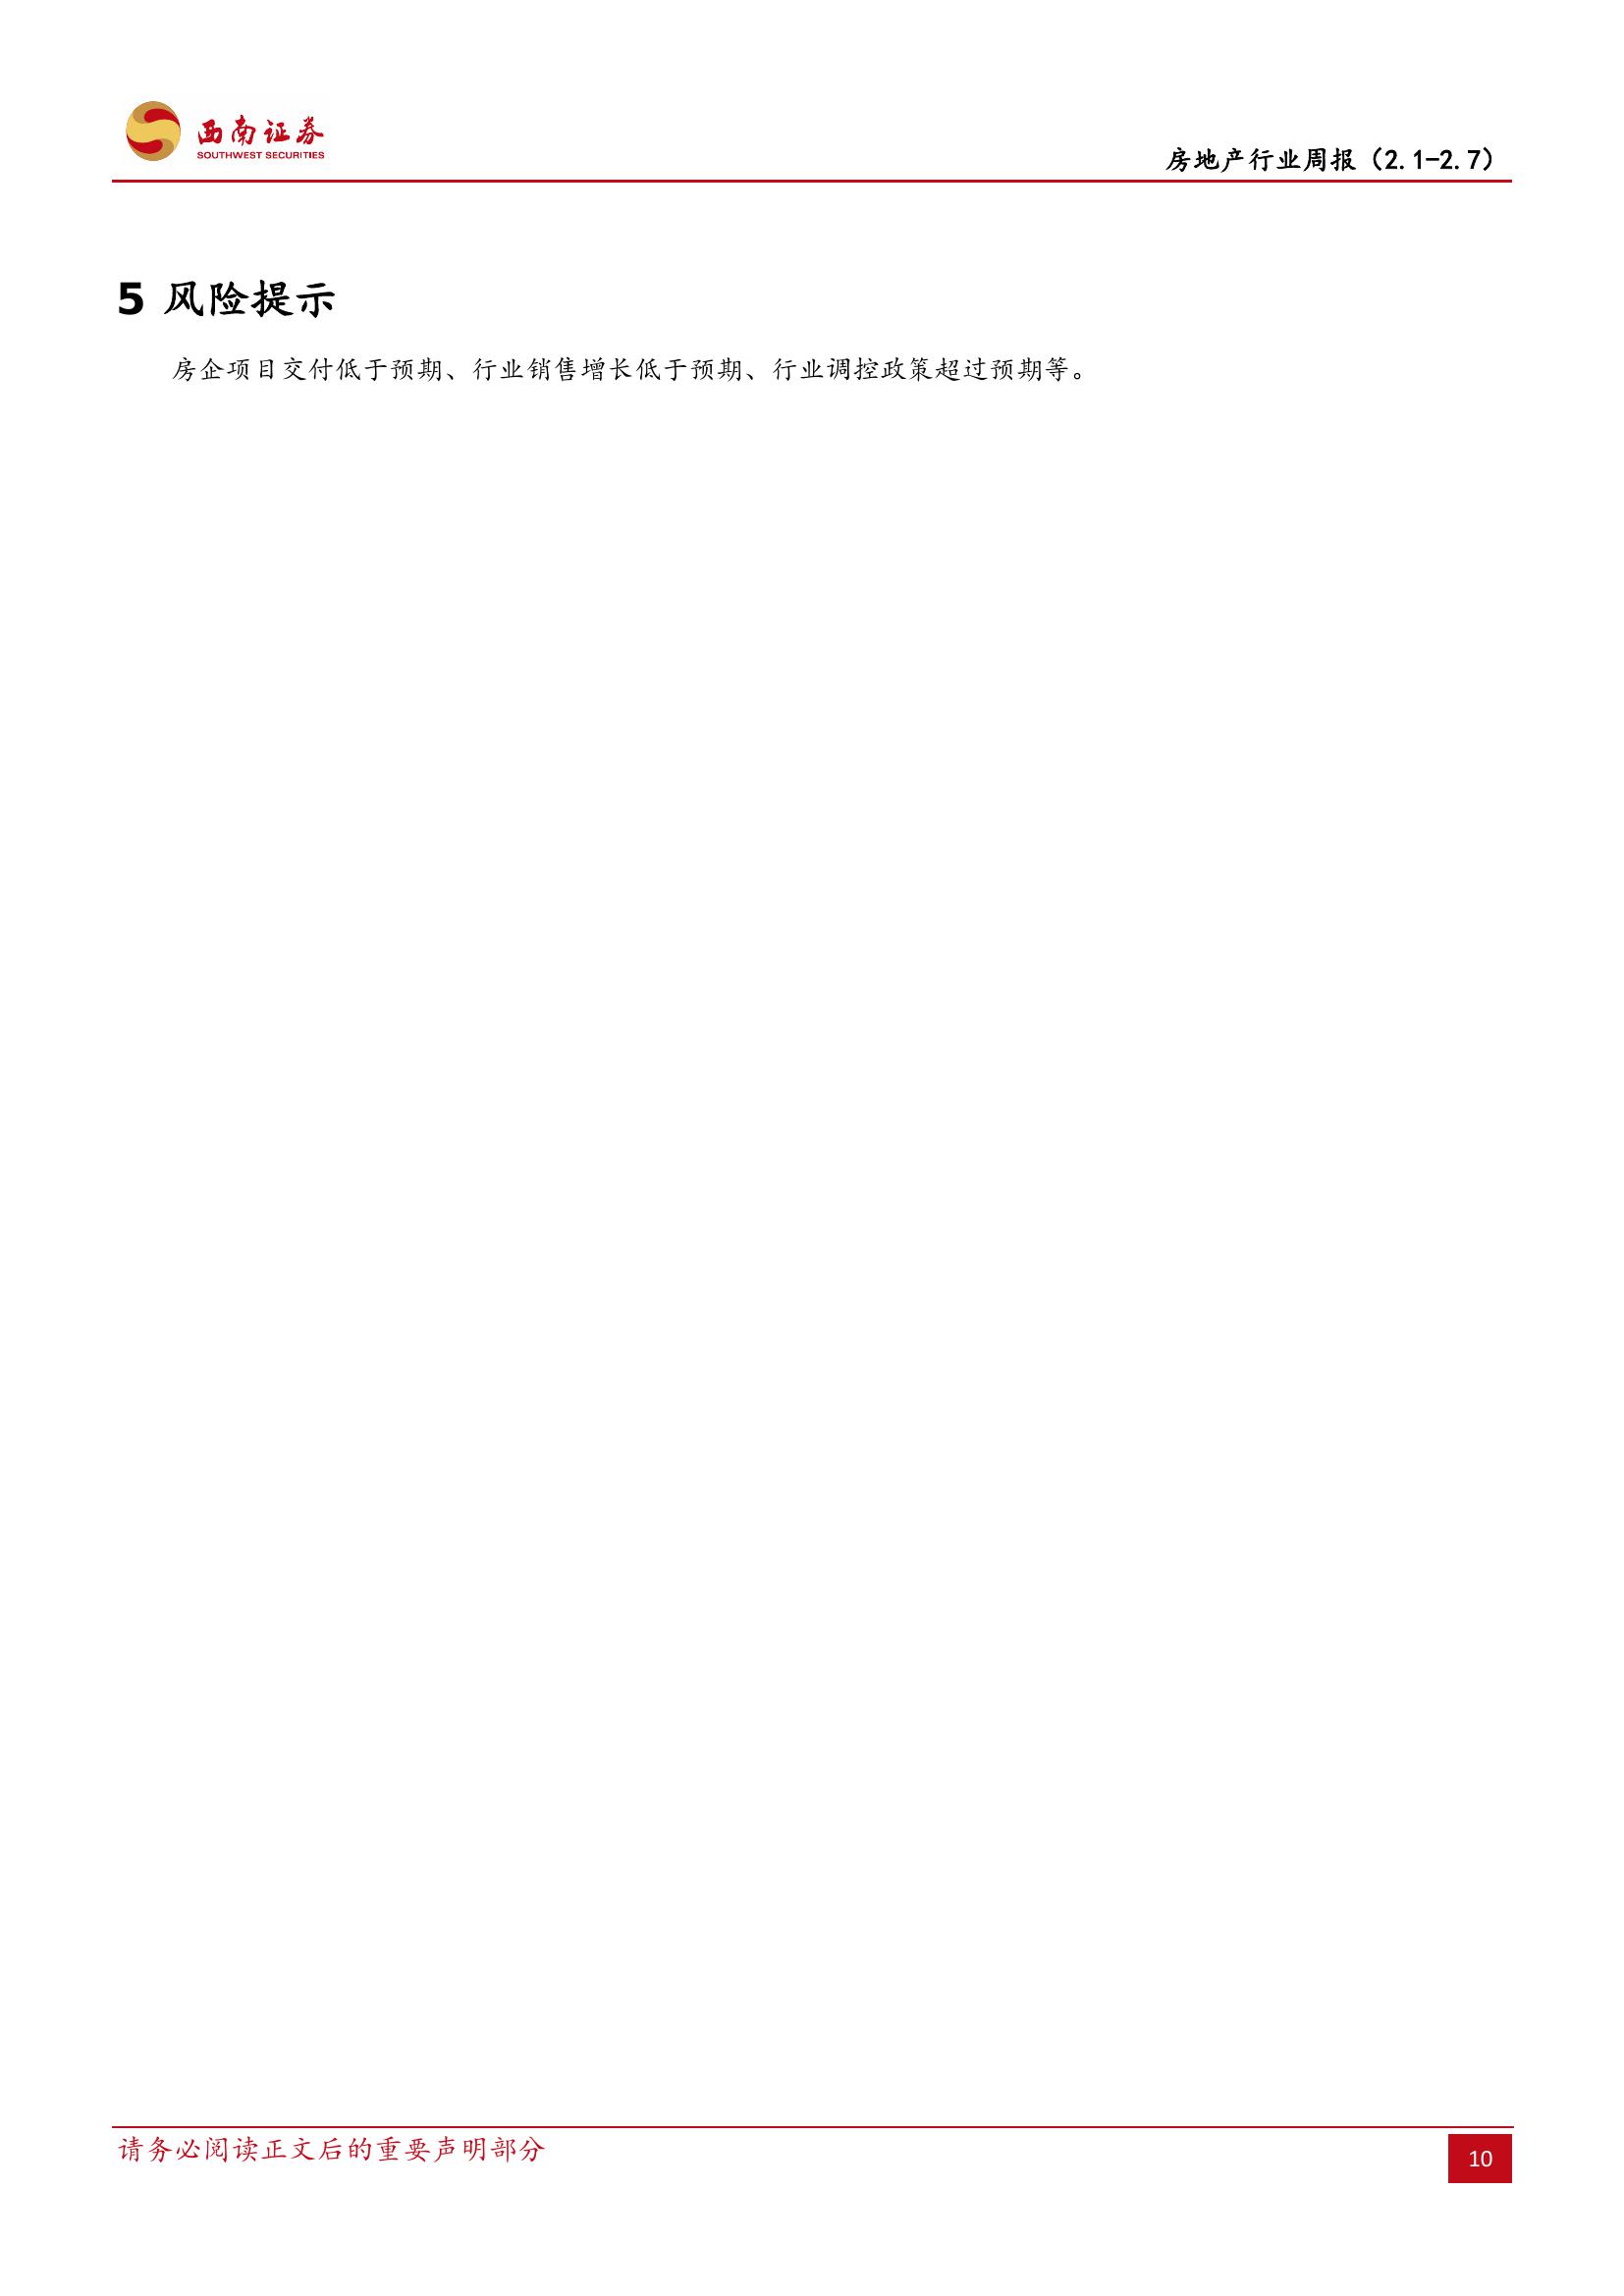 西南证券
SOUTHWEST SECURITIES
房地产行业周报（2.1-2.7）
5 风险提示
房企项目交付低于预期、行业销售增长低于预期、行业调控政策超过预期等。
请务必阅读正文后的重要声明部分
10